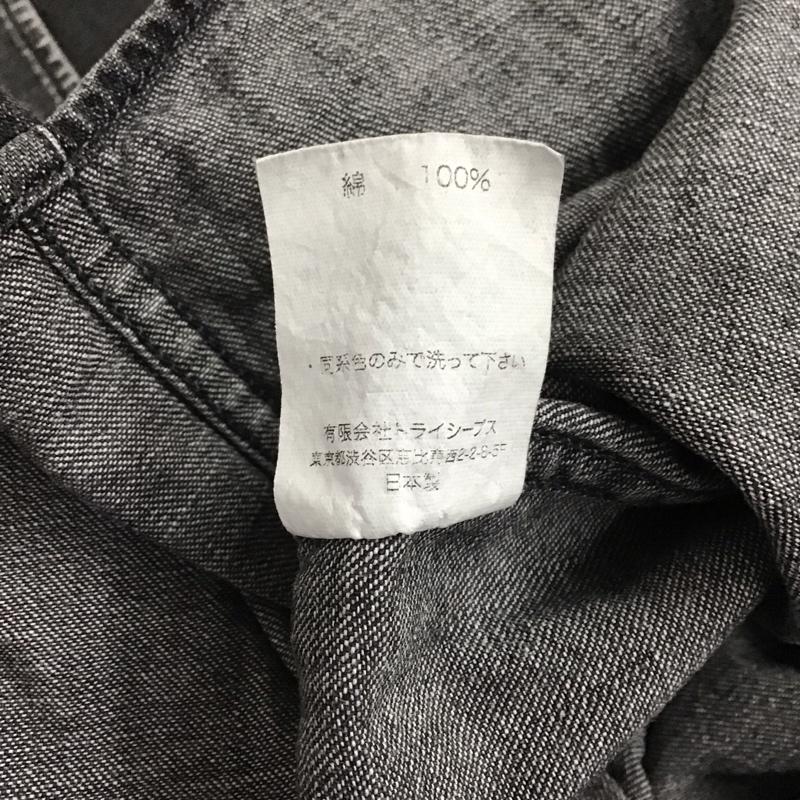 綿 100%
・同系色のみで洗って下さい
有限会社トライシープス
東京都渋谷区恵比寿西2-2-8-5F
日本製